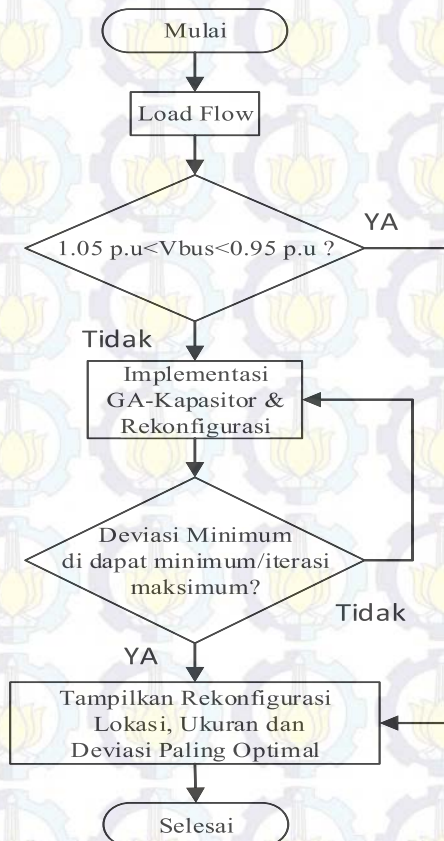 Mulai
Load Flow
1.05 p.u<Vbus<0.95 p.u ?
YA
Tidak
Implementasi
GA-Kapasitor &
Rekonfigurasi
Deviasi Minimum
di dapat minimum/iterasi
maksimum?
Tidak
YA
Tampilkan Rekonfigurasi
Lokasi, Ukuran dan
Deviasi Paling Optimal
Selesai